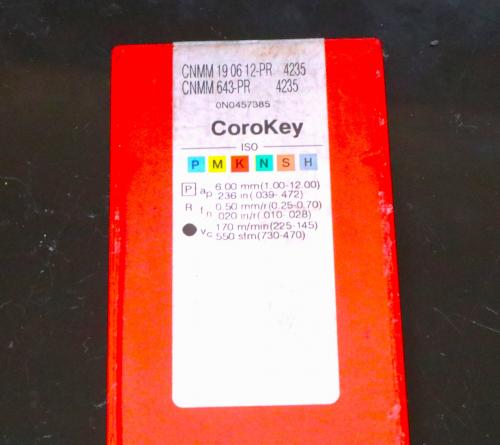 CNMM 19 06 12-PR 4235
CNMM 643-PR 4235
0N0457385
CoroKey
ISO
P M K N S H
P ap 6.00 mm(1.00-12.00)
.236 in(.039-.472)
R fn 0.50 mm/r(0.25-0.70)
.020 in/r(.010-.028)
vc 170 m/min(225-145)
550 sfm(730-470)